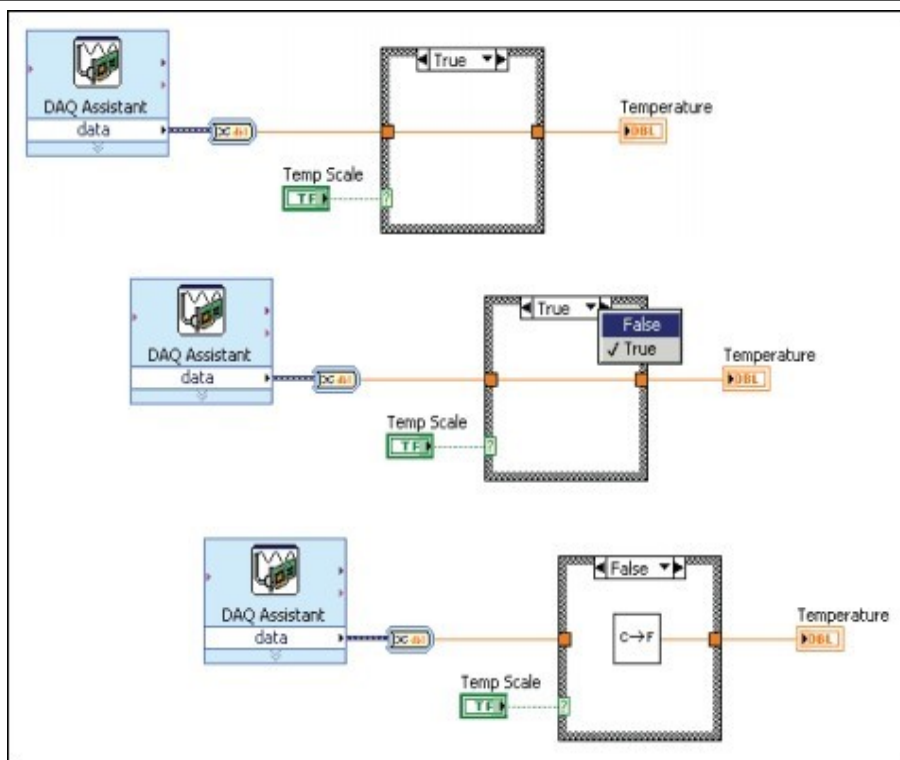 True
DAQ Assistant
data
Temperature
DBL
Temp Scale
TF
?
True
False
✓ True
DAQ Assistant
data
Temperature
DBL
Temp Scale
TF
?
False
DAQ Assistant
data
C→F
Temperature
DBL
Temp Scale
TF
?